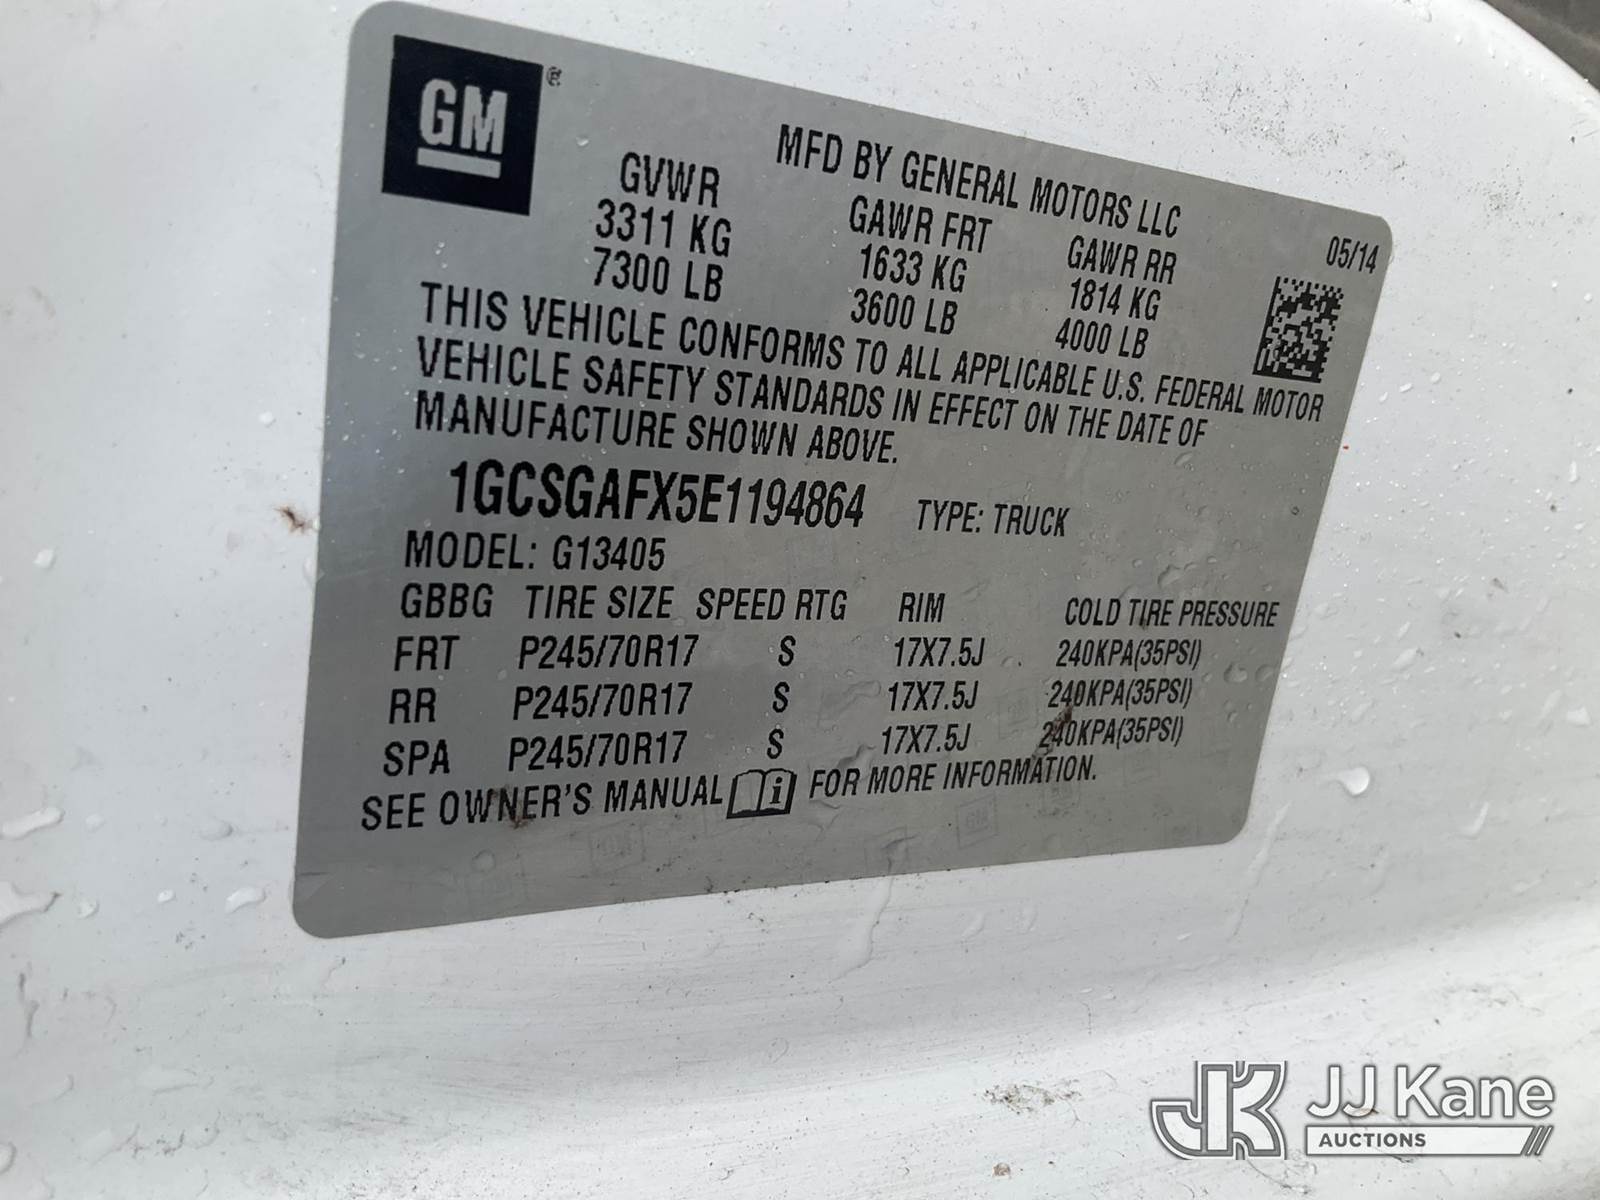 GM ®
MFD BY GENERAL MOTORS LLC
GVWR GAWR FRT GAWR RR 05/14
3311 KG 1633 KG 1814 KG
7300 LB 3600 LB 4000 LB
THIS VEHICLE CONFORMS TO ALL APPLICABLE U.S. FEDERAL MOTOR
VEHICLE SAFETY STANDARDS IN EFFECT ON THE DATE OF
MANUFACTURE SHOWN ABOVE.
1GCSGAFX5E1194864 TYPE: TRUCK
MODEL: G13405
GBBG TIRE SIZE SPEED RTG RIM COLD TIRE PRESSURE
FRT P245/70R17 S 17X7.5J 240KPA(35PSI)
RR P245/70R17 S 17X7.5J 240KPA(35PSI)
SPA P245/70R17 S 17X7.5J 240KPA(35PSI)
SEE OWNER'S MANUAL i FOR MORE INFORMATION.
JK JJ Kane
AUCTIONS